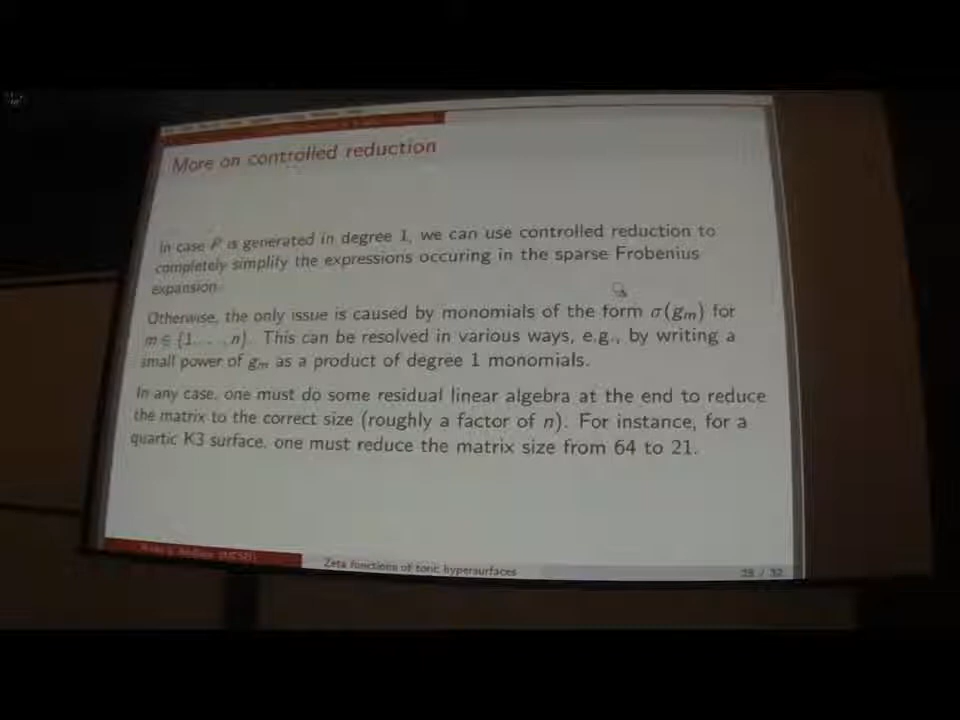 More on controlled reduction
In case P is generated in degree 1, we can use controlled reduction to
completely simplify the expressions occuring in the sparse Frobenius
expansion.
Otherwise, the only issue is caused by monomials of the form σ(gₘ) for
m ∈ {1, . . . , n}. This can be resolved in various ways, e.g., by writing a
small power of gₘ as a product of degree 1 monomials.
In any case, one must do some residual linear algebra at the end to reduce
the matrix to the correct size (roughly a factor of n). For instance, for a
quartic K3 surface, one must reduce the matrix size from 64 to 21.
(UCSD)
Zeta functions of toric hypersurfaces
/ 32